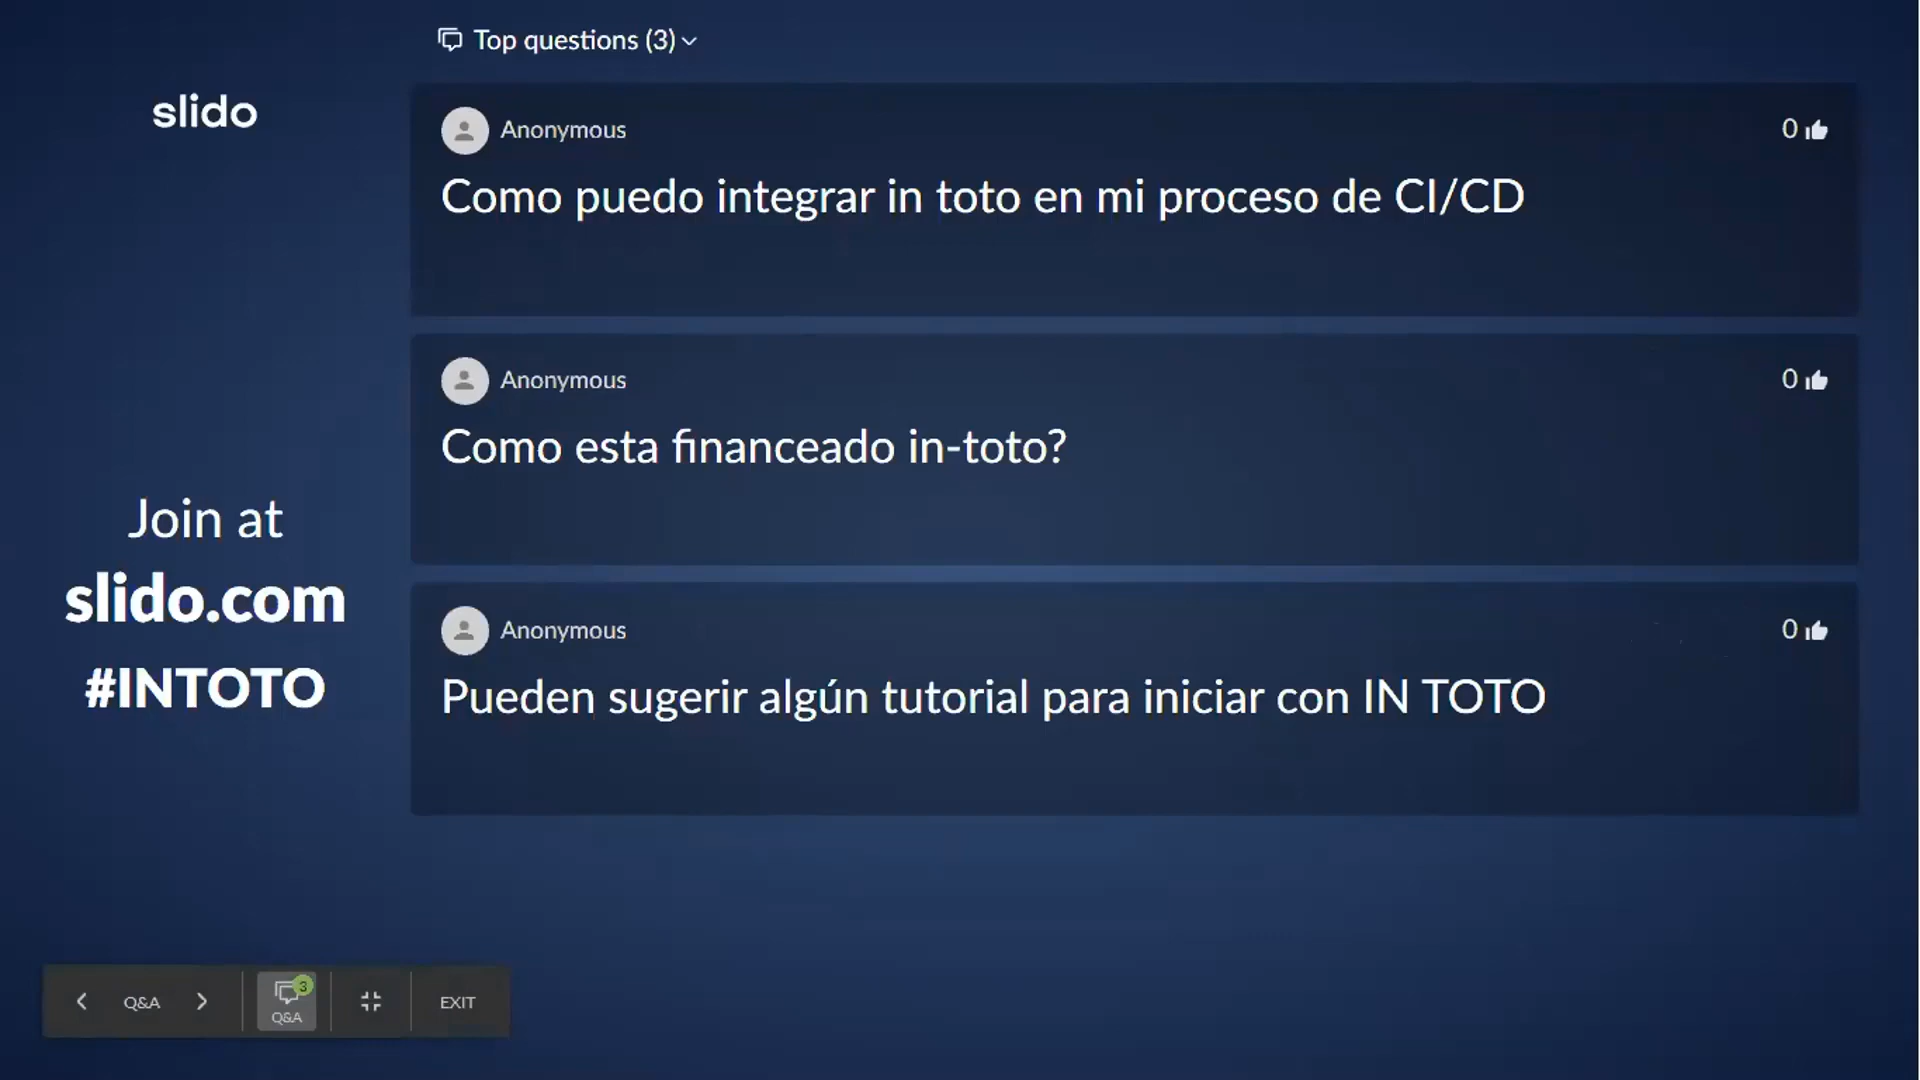 Top questions (3)
slido
Anonymous
0
Como puedo integrar in toto en mi proceso de CI/CD
Anonymous
0
Como esta financeado in-toto?
Join at
slido.com
#INTOTO
Anonymous
0
Pueden sugerir algún tutorial para iniciar con IN TOTO
Q&A
3
Q&A
EXIT